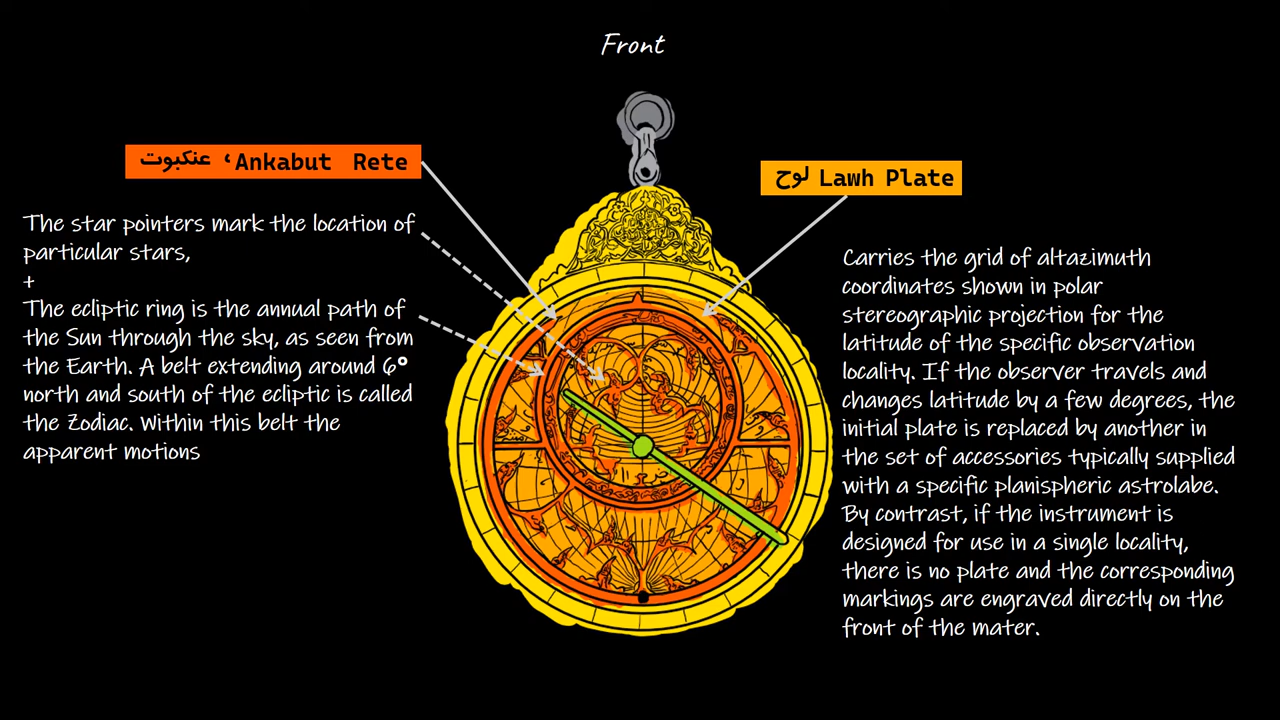 Front
عنكبوت ‘Ankabut Rete
لوح Lawh Plate
The star pointers mark the location of
particular stars,
+
The ecliptic ring is the annual path of
the Sun through the sky, as seen from
the Earth. A belt extending around 6°
north and south of the ecliptic is called
the Zodiac. Within this belt the
apparent motions
Carries the grid of altazimuth
coordinates shown in polar
stereographic projection for the
latitude of the specific observation
locality. If the observer travels and
changes latitude by a few degrees, the
initial plate is replaced by another in
the set of accessories typically supplied
with a specific planispheric astrolabe.
By contrast, if the instrument is
designed for use in a single locality,
there is no plate and the corresponding
markings are engraved directly on the
front of the mater.